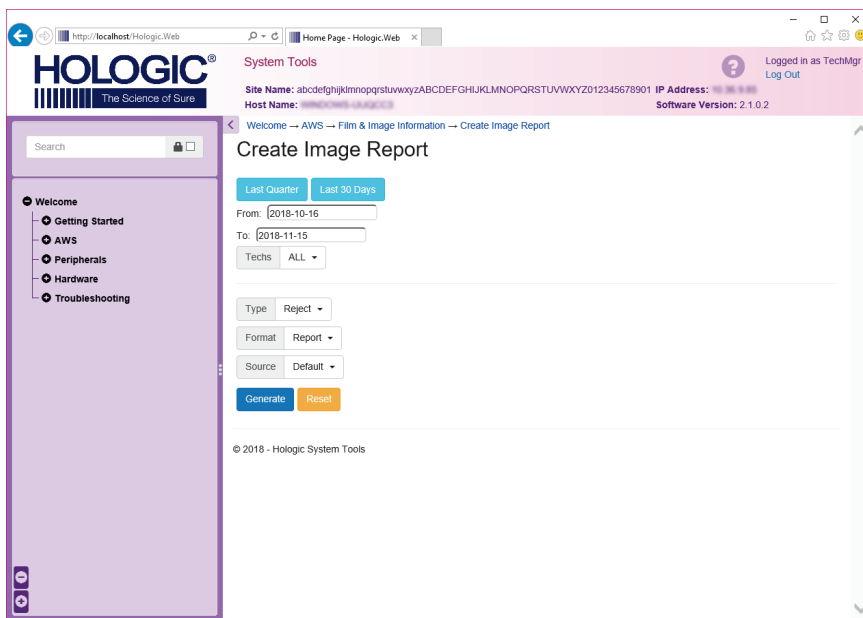 http://localhost/Hologic.Web
Home Page - Hologic.Web
HOLOGIC®
The Science of Sure
System Tools
Logged in as TechMgr
Log Out
Site Name: abcdefghijklmnopqrstuvwxyzABCDEFGHIJKLMNOPQRSTUVWXYZ012345678901 IP Address:
Host Name:
Software Version: 2.1.0.2
Welcome → AWS → Film & Image Information → Create Image Report
Search
Create Image Report
Last Quarter Last 30 Days
From: 2018-10-16
To: 2018-11-15
Techs ALL
Welcome
Getting Started
AWS
Peripherals
Hardware
Troubleshooting
Type Reject
Format Report
Source Default
Generate Reset
© 2018 - Hologic System Tools